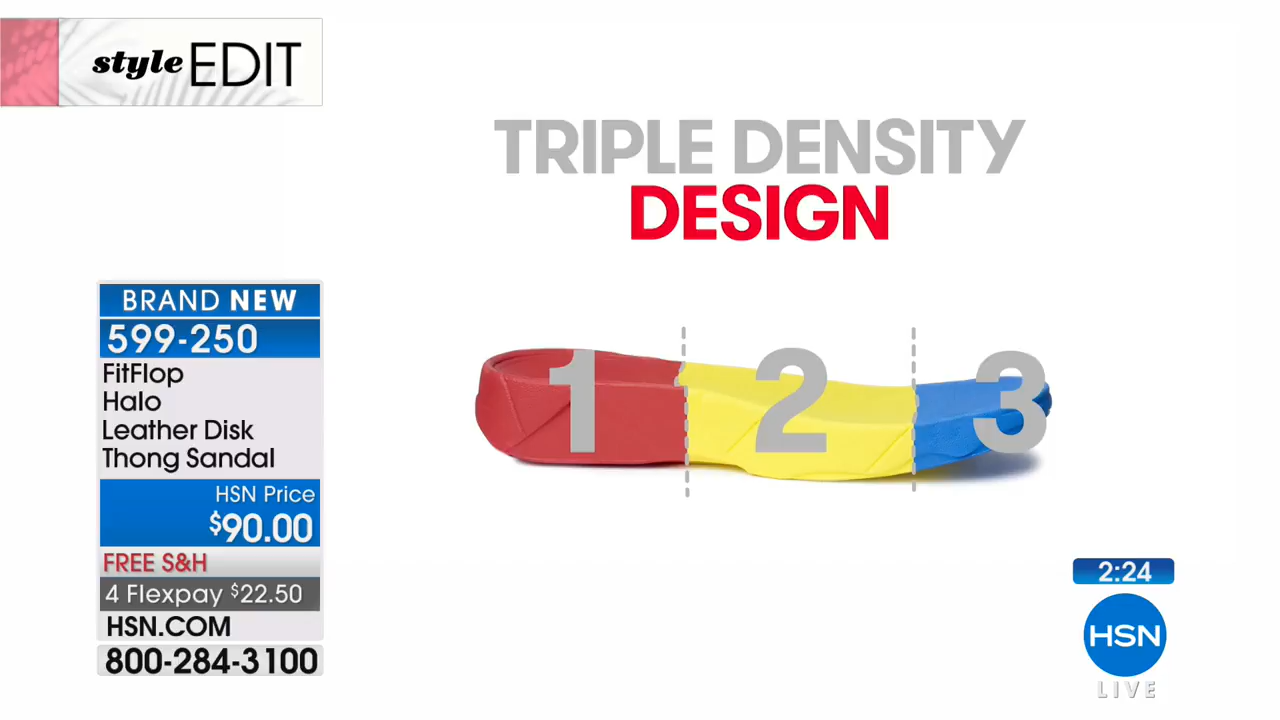 style EDIT
TRIPLE DENSITY
DESIGN
BRAND NEW
599-250
FitFlop
Halo
Leather Disk
Thong Sandal
HSN Price
$90.00
FREE S&H
4 Flexpay $22.50
HSN.COM
800-284-3100
1 2 3
2:24
HSN
LIVE